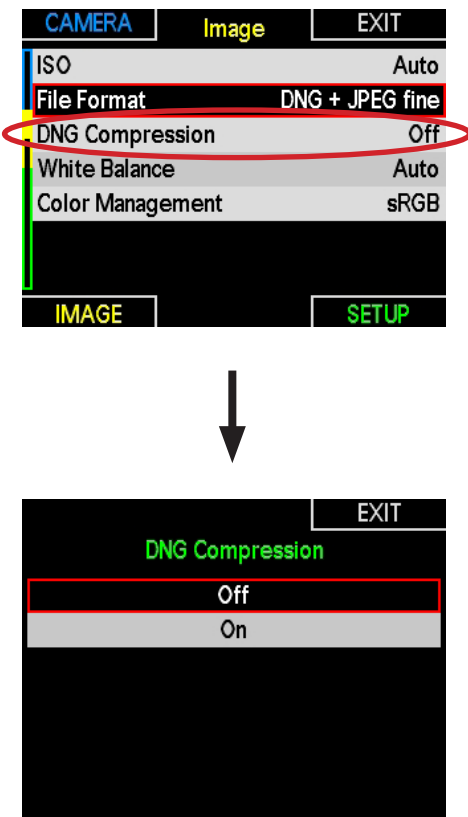 CAMERA Image EXIT
ISO Auto
File Format DNG + JPEG fine
DNG Compression Off
White Balance Auto
Color Management sRGB
IMAGE SETUP
EXIT
DNG Compression
Off
On